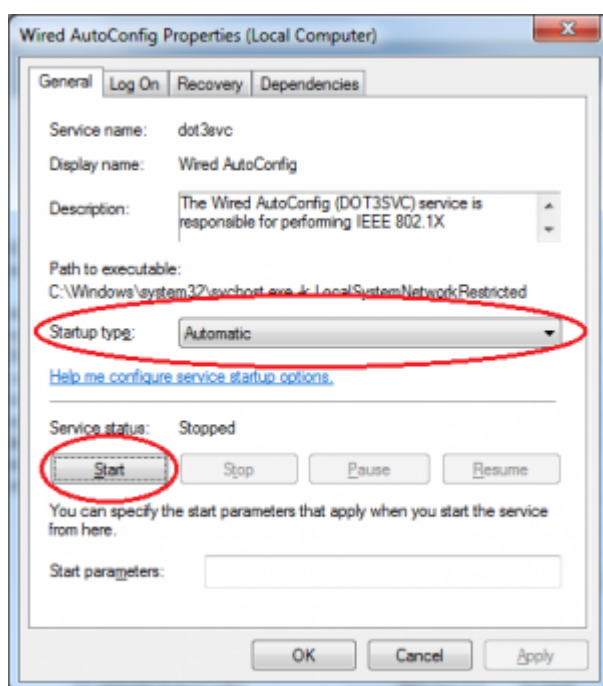 Wired AutoConfig Properties (Local Computer)
General Log On Recovery Dependencies
Service name: dot3svc
Display name: Wired AutoConfig
Description: The Wired AutoConfig (DOT3SVC) service is
responsible for performing IEEE 802.1X
Path to executable:
C:\Windows\system32\svchost.exe -k LocalSystemNetworkRestricted
Startup type: Automatic
Help me configure service startup options.
Service status: Stopped
Start Stop Pause Resume
You can specify the start parameters that apply when you start the service
from here.
Start parameters:
OK Cancel Apply